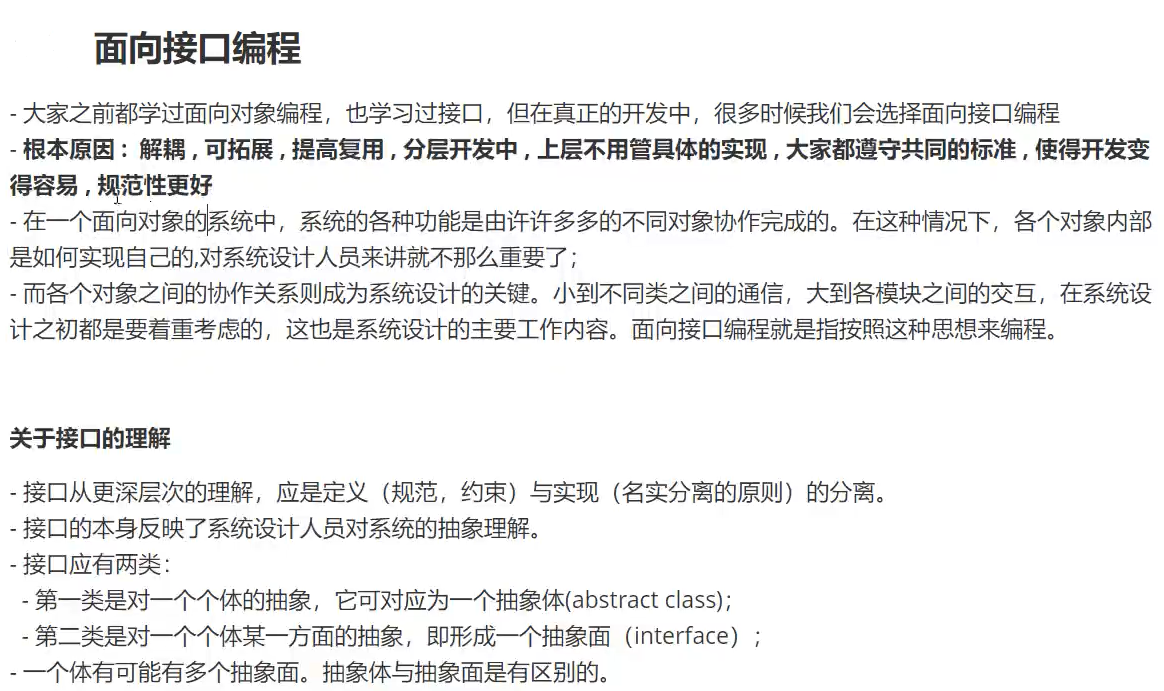 面向接口编程
- 大家之前都学过面向对象编程，也学习过接口，但在真正的开发中，很多时候我们会选择面向接口编程
- 根本原因：解耦 , 可拓展 , 提高复用 , 分层开发中 , 上层不用管具体的实现 , 大家都遵守共同的标准 , 使得开发变
得容易 , 规范性更好
- 在一个面向对象的系统中，系统的各种功能是由许许多多的不同对象协作完成的。在这种情况下，各个对象内部
是如何实现自己的,对系统设计人员来讲就不那么重要了；
- 而各个对象之间的协作关系则成为系统设计的关键。小到不同类之间的通信，大到各模块之间的交互，在系统设
计之初都是要着重考虑的，这也是系统设计的主要工作内容。面向接口编程就是指按照这种思想来编程。
关于接口的理解
- 接口从更深层次的理解，应是定义（规范，约束）与实现（名实分离的原则）的分离。
- 接口的本身反映了系统设计人员对系统的抽象理解。
- 接口应有两类：
- 第一类是对一个个体的抽象，它可对应为一个抽象体(abstract class)；
- 第二类是对一个个体某一方面的抽象，即形成一个抽象面（interface）；
- 一个体有可能有多个抽象面。抽象体与抽象面是有区别的。